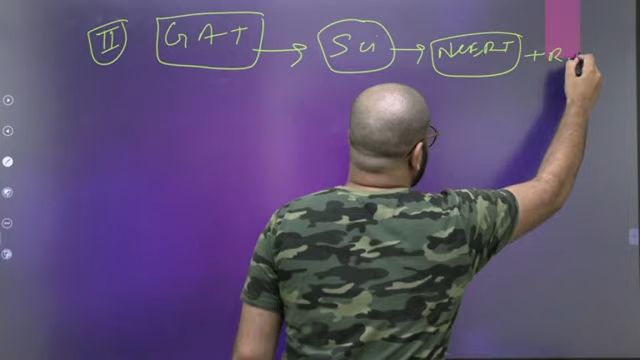 II GAT → Sci → NCERT + R